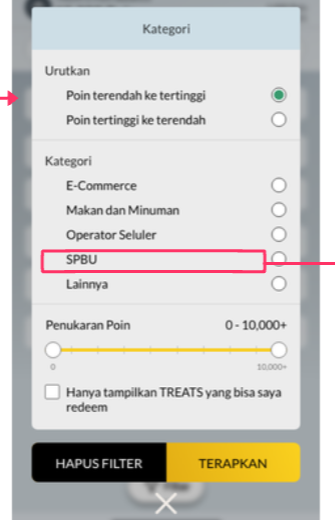 Kategori
Urutkan
Poin terendah ke tertinggi
Poin tertinggi ke terendah
Kategori
E-Commerce
Makan dan Minuman
Operator Seluler
SPBU
Lainnya
Penukaran Poin 0 - 10,000+
0 10,000+
Hanya tampilkan TREATS yang bisa saya
redeem
HAPUS FILTER TERAPKAN